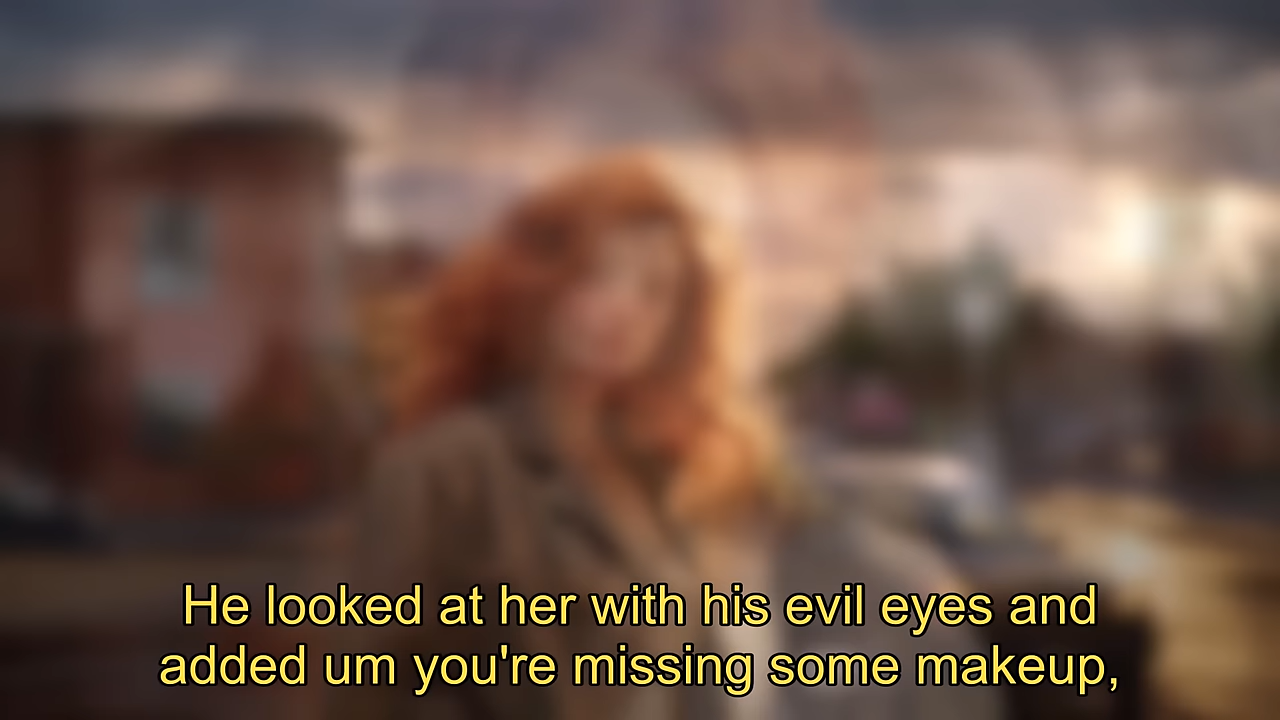 He looked at her with his evil eyes and
added um you're missing some makeup,